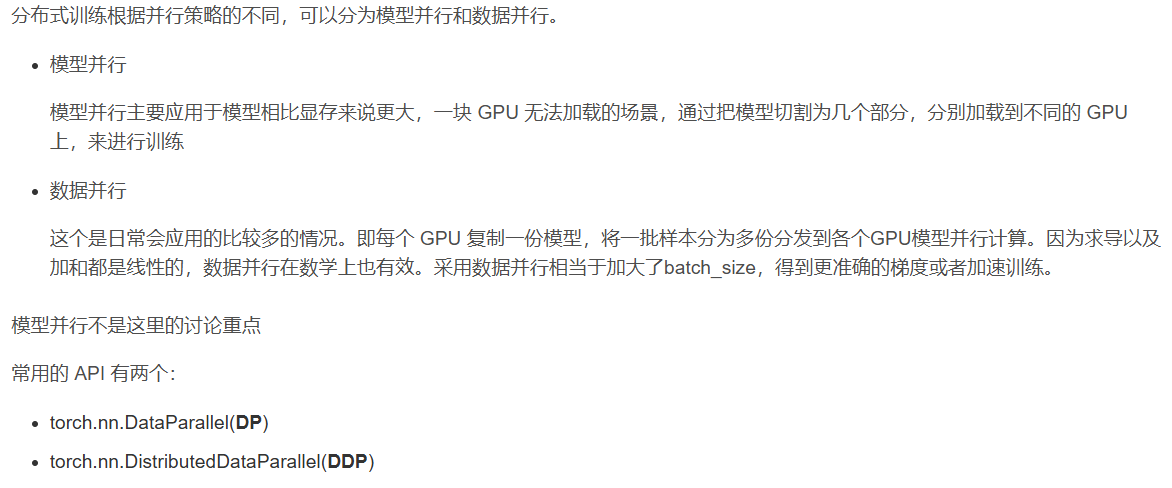 分布式训练根据并行策略的不同，可以分为模型并行和数据并行。
• 模型并行
模型并行主要应用于模型相比显存来说更大，一块 GPU 无法加载的场景，通过把模型切割为几个部分，分别加载到不同的 GPU
上，来进行训练
• 数据并行
这个是日常会应用的比较多的情况。即每个 GPU 复制一份模型，将一批样本分为多份分发到各个GPU模型并行计算。因为求导以及
加和都是线性的，数据并行在数学上也有效。采用数据并行相当于加大了batch_size，得到更准确的梯度或者加速训练。
模型并行不是这里的讨论重点
常用的 API 有两个：
• torch.nn.DataParallel(DP)
• torch.nn.DistributedDataParallel(DDP)